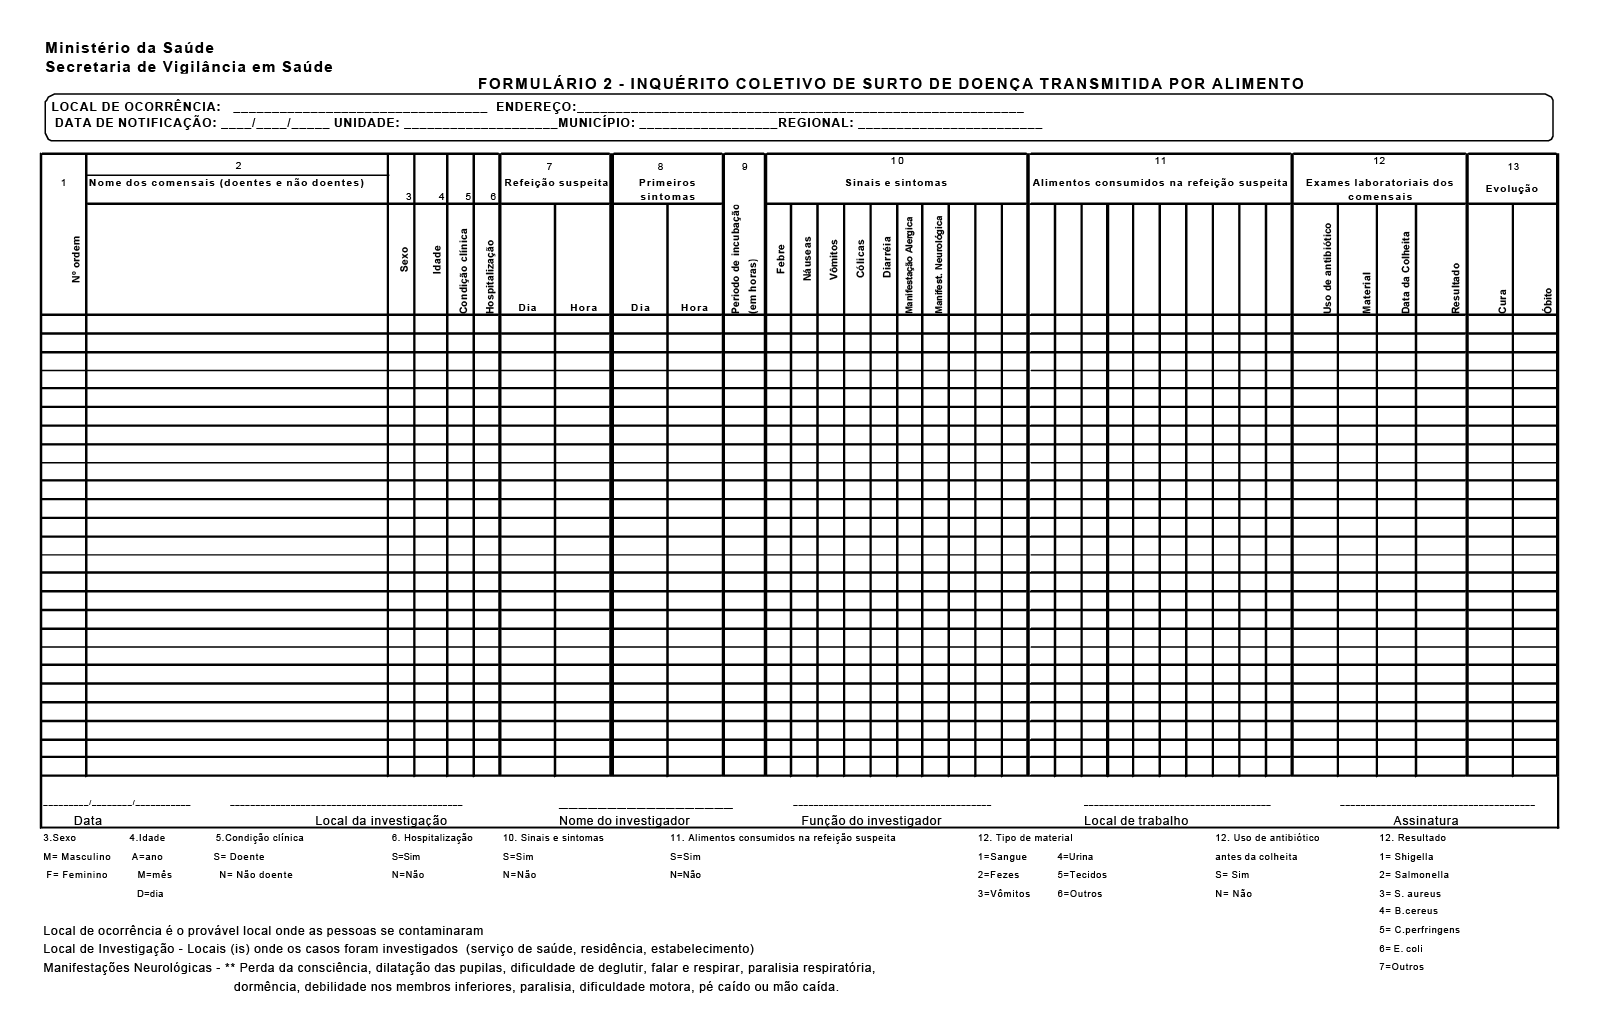 Ministério da Saúde
Secretaria de Vigilância em Saúde
FORMULÁRIO 2 - INQUÉRITO COLETIVO DE SURTO DE DOENÇA TRANSMITIDA POR ALIMENTO
LOCAL DE OCORRÊNCIA: _________________________________ ENDEREÇO:__________________________________________________________
DATA DE NOTIFICAÇÃO: ____/____/_____ UNIDADE: ____________________MUNICÍPIO: __________________REGIONAL: ________________________
1
2
3
4
5
6
7
8
9
10
11
12
13
Nome dos comensais (doentes e não doentes)
Refeição suspeita
Primeiros
sintomas
Sinais e sintomas
Alimentos consumidos na refeição suspeita
Exames laboratoriais dos
comensais
Evolução
Nº ordem
Sexo
Idade
Condição clínica
Hospitalização
Dia
Hora
Dia
Hora
Período de incubação
(em horas)
Febre
Náuseas
Vômitos
Cólicas
Diarréia
Manifestação Alergica
Manifest. Neurológica
Uso de antibiótico
Material
Data da Colheita
Resultado
Cura
Óbito
_________/________/___________
Data
Local da investigação
Nome do investigador
Função do investigador
Local de trabalho
Assinatura
3.Sexo 4.Idade 5.Condição clínica 6. Hospitalização 10. Sinais e sintomas 11. Alimentos consumidos na refeição suspeita 12. Tipo de material 12. Uso de antibiótico 12. Resultado
M= Masculino A=ano S= Doente S=Sim S=Sim S=Sim 1=Sangue 4=Urina antes da colheita 1= Shigella
F= Feminino M=mês N= Não doente N=Não N=Não N=Não 2=Fezes 5=Tecidos S= Sim 2= Salmonella
D=dia 3=Vômitos 6=Outros N= Não 3= S. aureus
4= B.cereus
Local de ocorrência é o provável local onde as pessoas se contaminaram 5= C.perfringens
Local de Investigação - Locais (is) onde os casos foram investigados (serviço de saúde, residência, estabelecimento) 6= E. coli
Manifestações Neurológicas - ** Perda da consciência, dilatação das pupilas, dificuldade de deglutir, falar e respirar, paralisia respiratória, 7=Outros
dormência, debilidade nos membros inferiores, paralisia, dificuldade motora, pé caído ou mão caída.